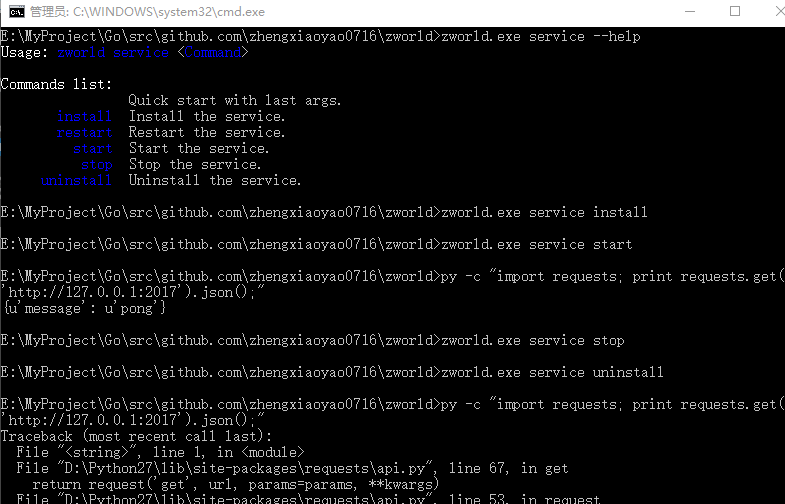 管理员: C:\WINDOWS\system32\cmd.exe
E:\MyProject\Go\src\github.com\zhengxiaoyao0716\zworld>zworld.exe service --help
Usage: zworld service <Command>
Commands list:
Quick start with last args.
install Install the service.
restart Restart the service.
start Start the service.
stop Stop the service.
uninstall Uninstall the service.
E:\MyProject\Go\src\github.com\zhengxiaoyao0716\zworld>zworld.exe service install
E:\MyProject\Go\src\github.com\zhengxiaoyao0716\zworld>zworld.exe service start
E:\MyProject\Go\src\github.com\zhengxiaoyao0716\zworld>py -c "import requests; print requests.get(
'http://127.0.0.1:2017').json();"
{u'message': u'pong'}
E:\MyProject\Go\src\github.com\zhengxiaoyao0716\zworld>zworld.exe service stop
E:\MyProject\Go\src\github.com\zhengxiaoyao0716\zworld>zworld.exe service uninstall
E:\MyProject\Go\src\github.com\zhengxiaoyao0716\zworld>py -c "import requests; print requests.get(
'http://127.0.0.1:2017').json();"
Traceback (most recent call last):
File "<string>", line 1, in <module>
File "D:\Python27\lib\site-packages\requests\api.py", line 67, in get
return request('get', url, params=params, **kwargs)
File "D:\Python27\lib\site-packages\requests\api.py", line 53, in request